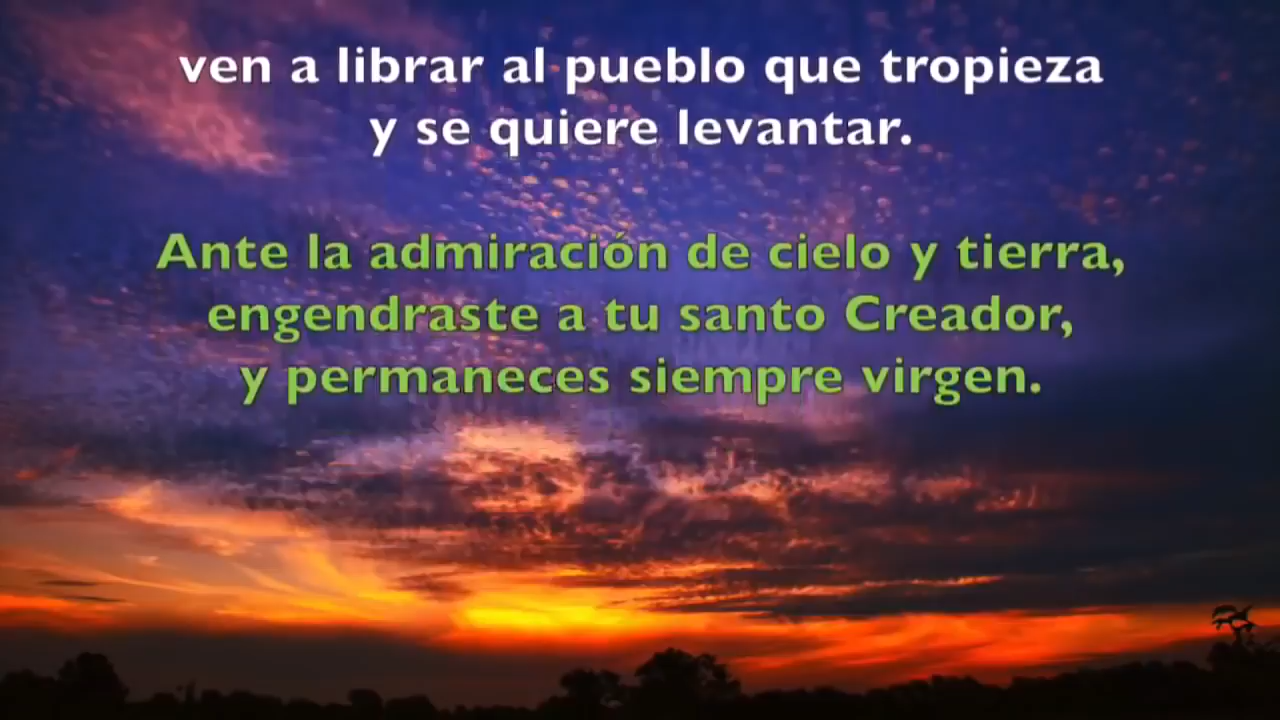 ven a librar al pueblo que tropieza
y se quiere levantar.
Ante la admiración de cielo y tierra,
engendraste a tu santo Creador,
y permaneces siempre virgen.